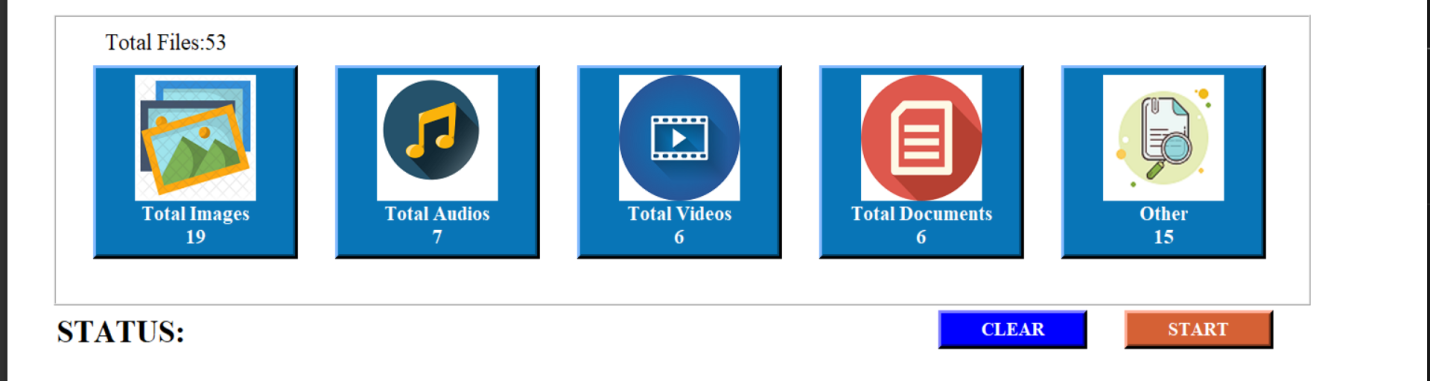 Total Files:53
Total Images
19
Total Audios
7
Total Videos
6
Total Documents
6
Other
15
STATUS:
CLEAR
START